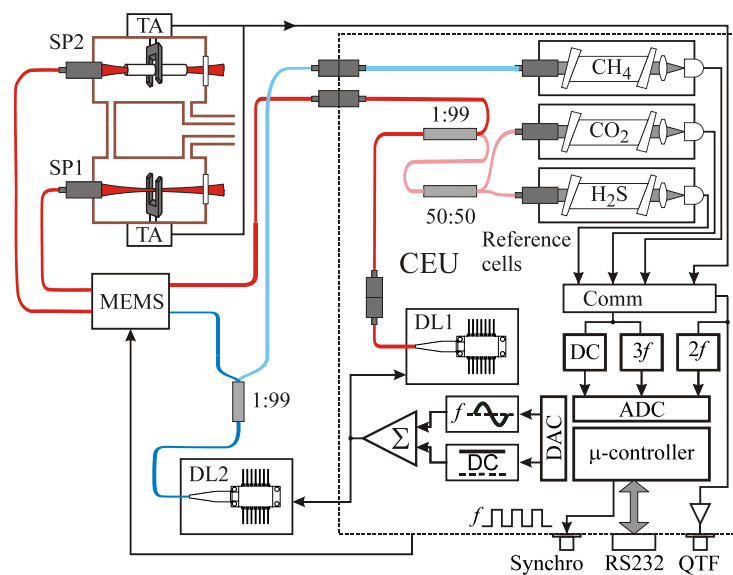 TA
SP2
CH4
1:99
CO2
SP1
H2S
50:50
TA
Reference
cells
CEU
MEMS
Comm
DL1
DC
3f
2f
1:99
f
ADC
Σ
DAC
μ-controller
DL2
DC
f
Synchro
RS232
QTF